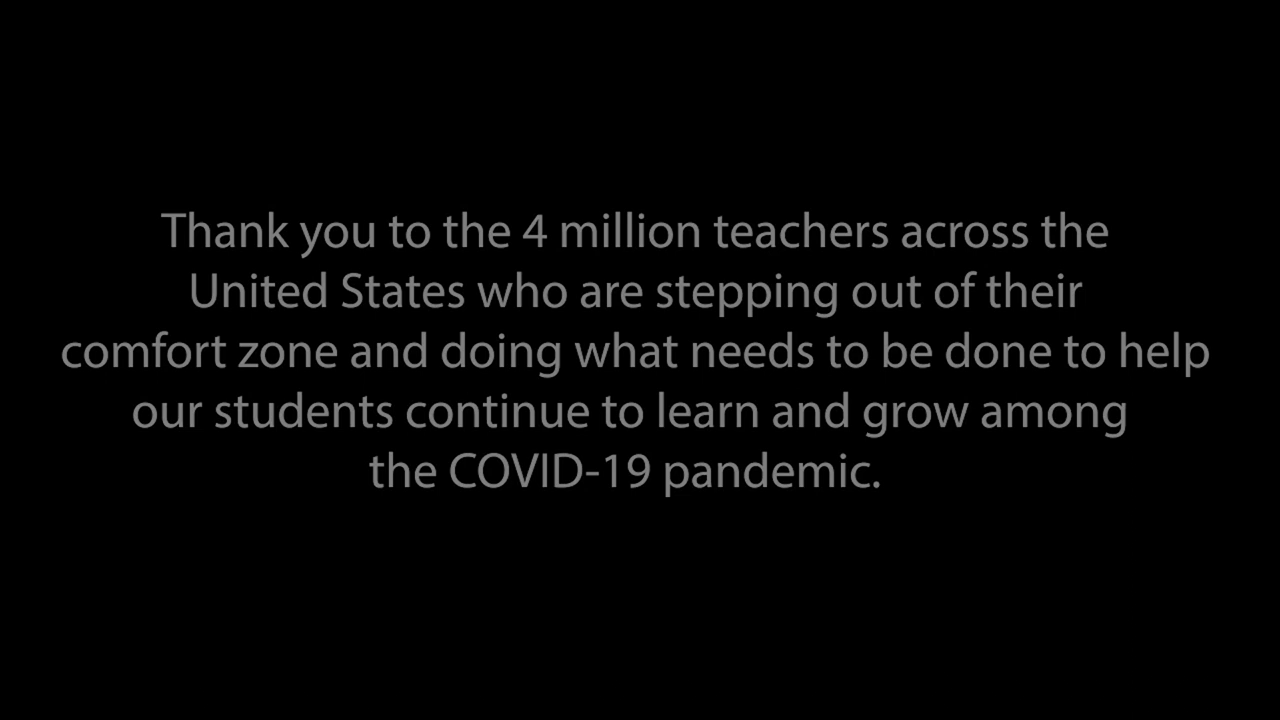 Thank you to the 4 million teachers across the
United States who are stepping out of their
comfort zone and doing what needs to be done to help
our students continue to learn and grow among
the COVID-19 pandemic.